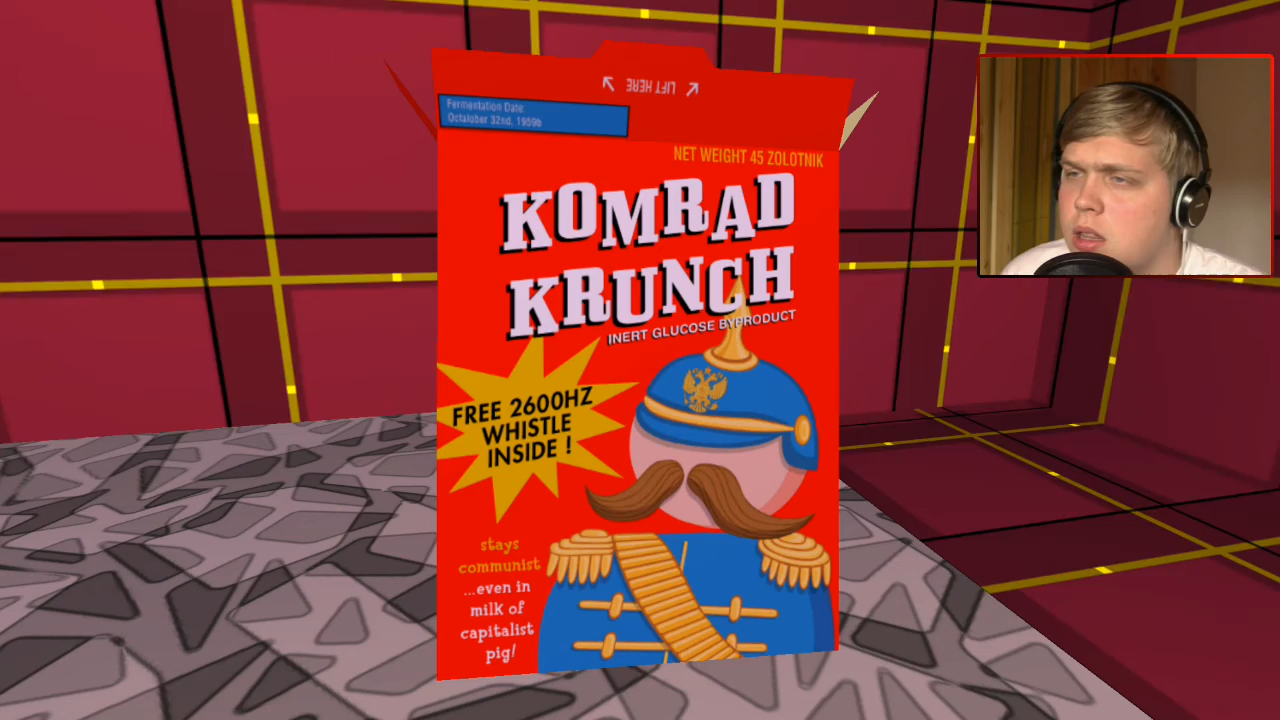 LIFT HERE
Fermentation Date:
Octalober 32nd, 1959b
NET WEIGHT 45 ZOLOTNIK
KOMRAD
KRUNCH
INERT GLUCOSE BYPRODUCT
FREE 2600HZ
WHISTLE
INSIDE !
stays
communist
...even in
milk of
capitalist
pig!